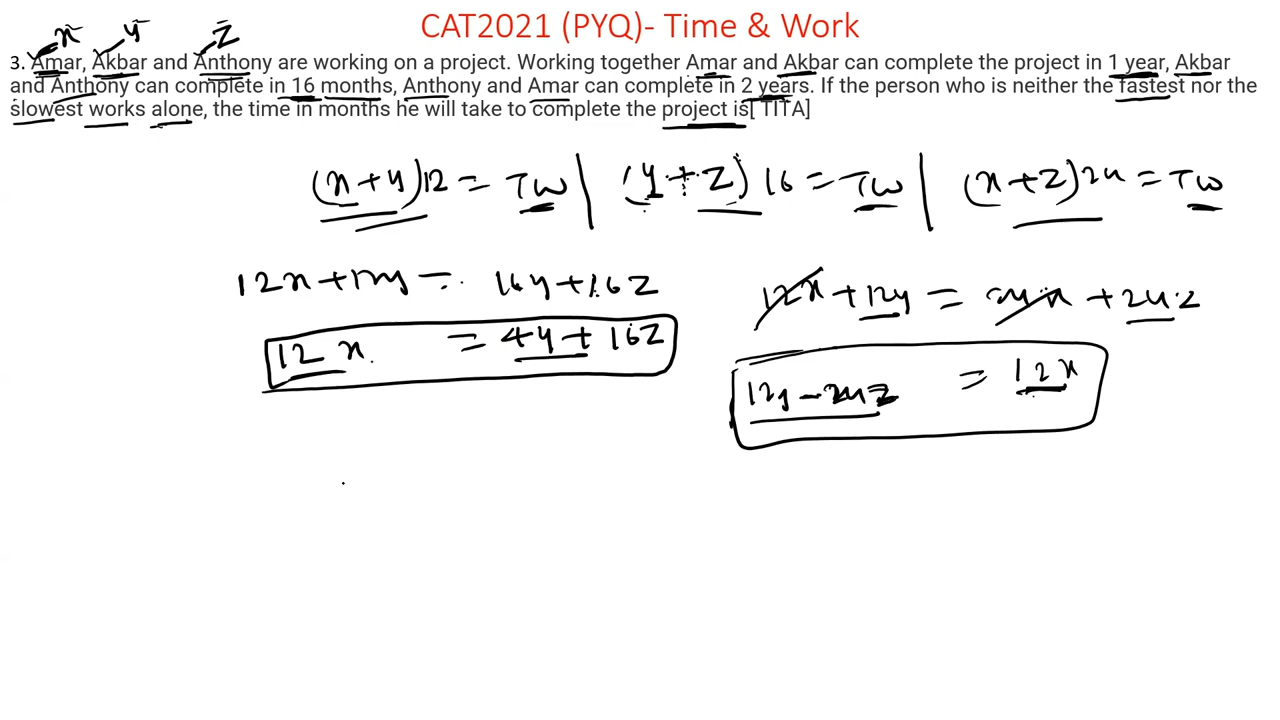 CAT2021 (PYQ)- Time & Work
x y z
3. Amar, Akbar and Anthony are working on a project. Working together Amar and Akbar can complete the project in 1 year, Akbar
and Anthony can complete in 16 months, Anthony and Amar can complete in 2 years. If the person who is neither the fastest nor the
slowest works alone, the time in months he will take to complete the project is[ TITA]
(x+y)12 = TW | (y+z) 16 = TW | (x+z)24 = TW
12x+12y = 16y+16z
12x+12y = 24x+24z
12x = 4y+16z
12y-24z = 12x